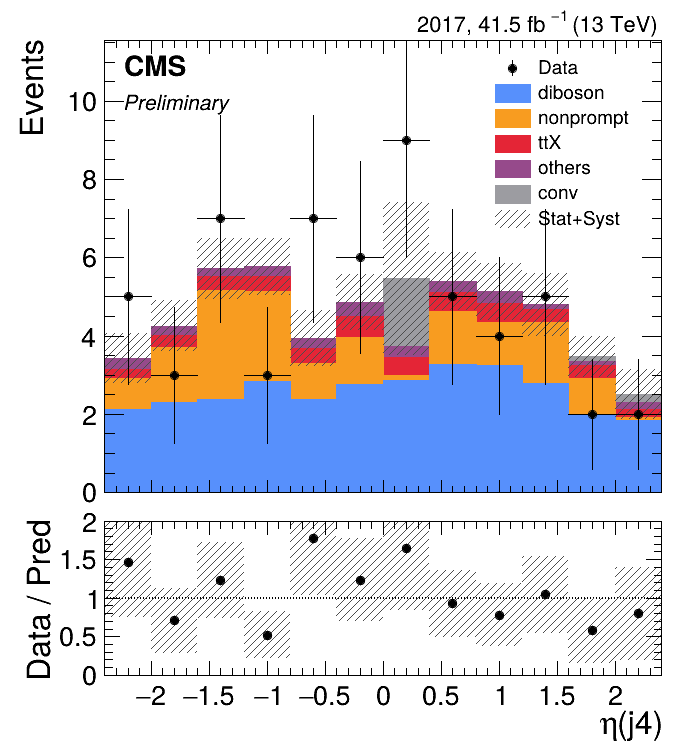 2017, 41.5 fb⁻¹ (13 TeV)
CMS
Preliminary
Events
Data
diboson
nonprompt
ttX
others
conv
Stat+Syst
10
8
6
4
2
0
Data / Pred
2
1.5
1
0.5
0
−2 −1.5 −1 −0.5 0 0.5 1 1.5 2
η(j4)